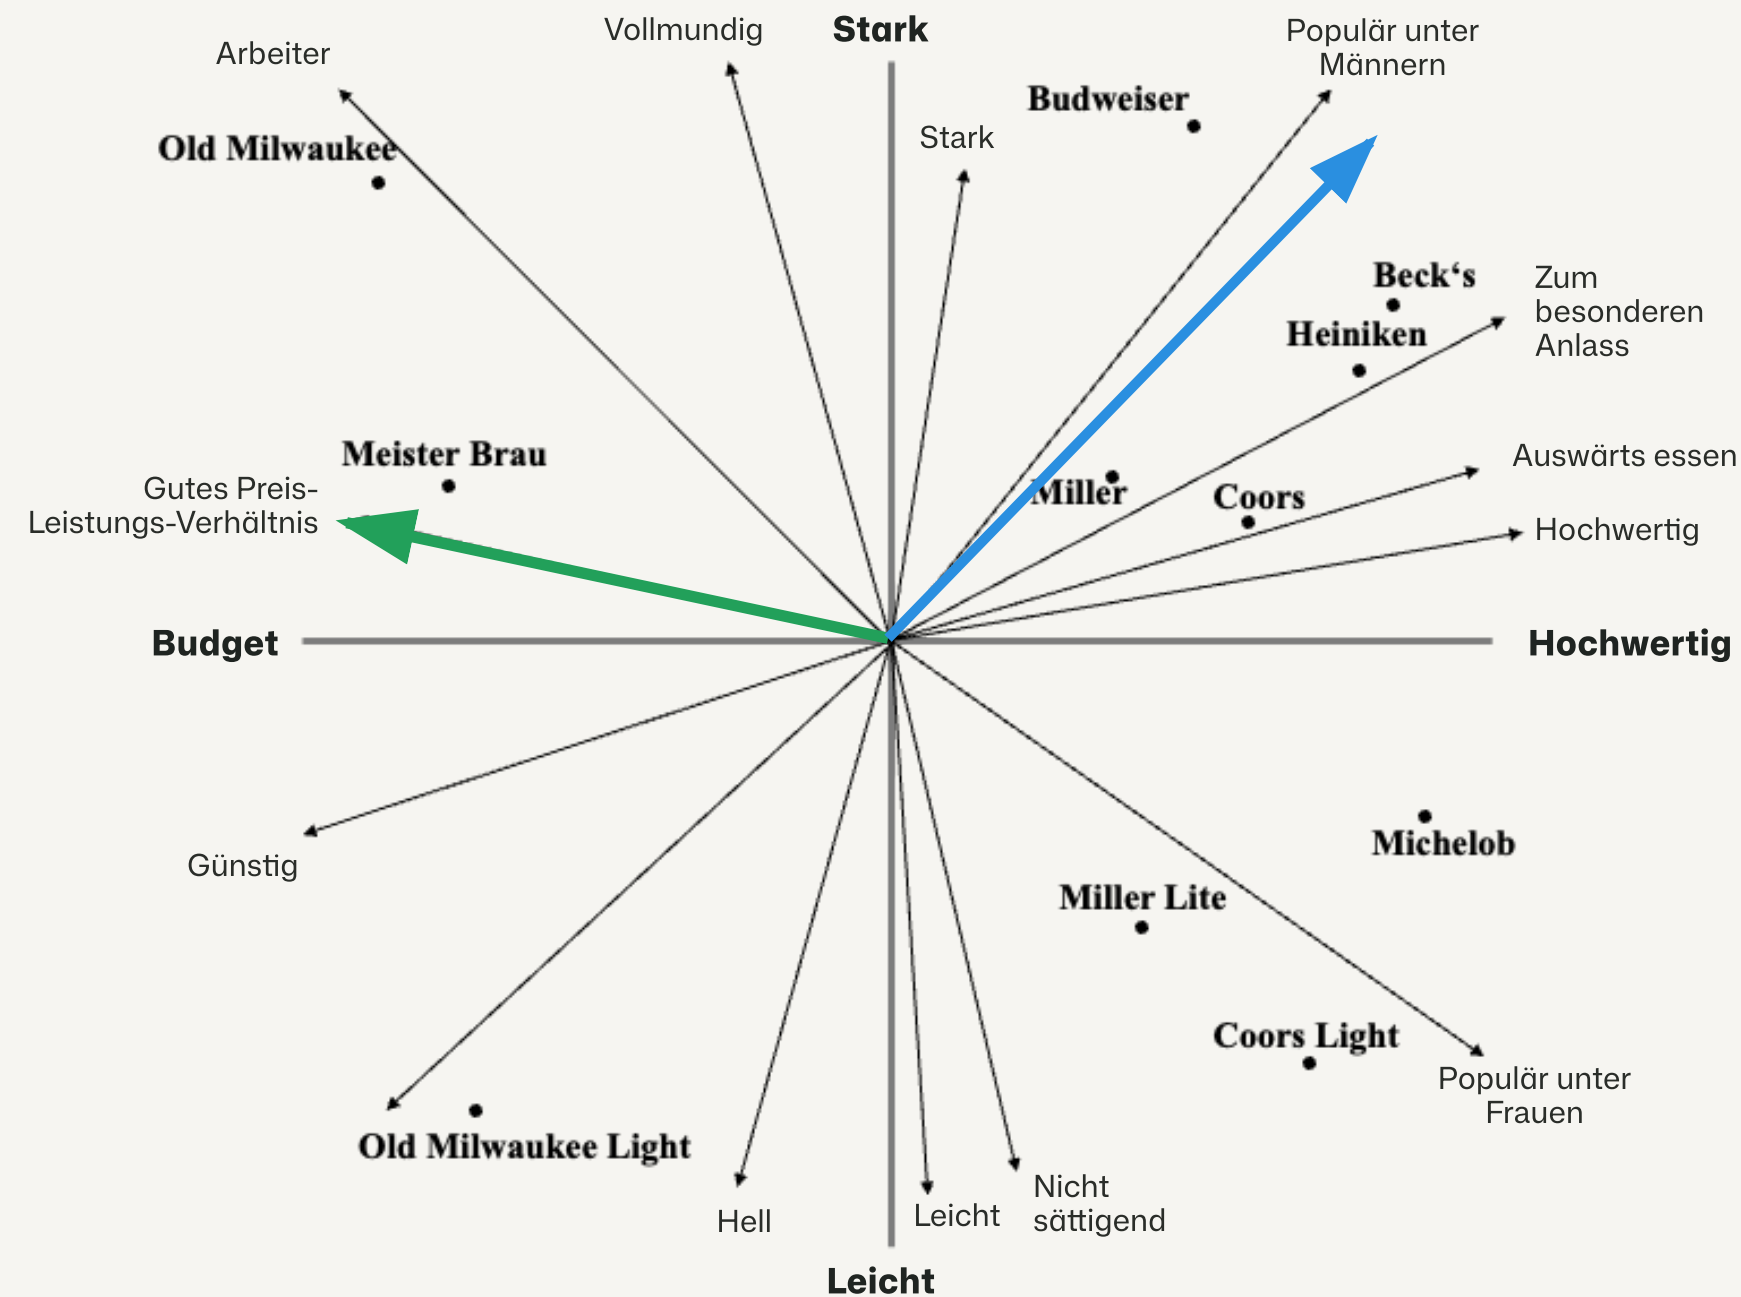 Stark
Vollmundig
Populär unter
Männern
Arbeiter
Budweiser
Stark
Old Milwaukee
Beck‘s
Zum
besonderen
Anlass
Heiniken
Meister Brau
Auswärts essen
Gutes Preis-
Leistungs-Verhältnis
Miller
Coors
Hochwertig
Budget
Hochwertig
Michelob
Günstig
Miller Lite
Coors Light
Populär unter
Frauen
Old Milwaukee Light
Hell
Leicht
Nicht
sättigend
Leicht